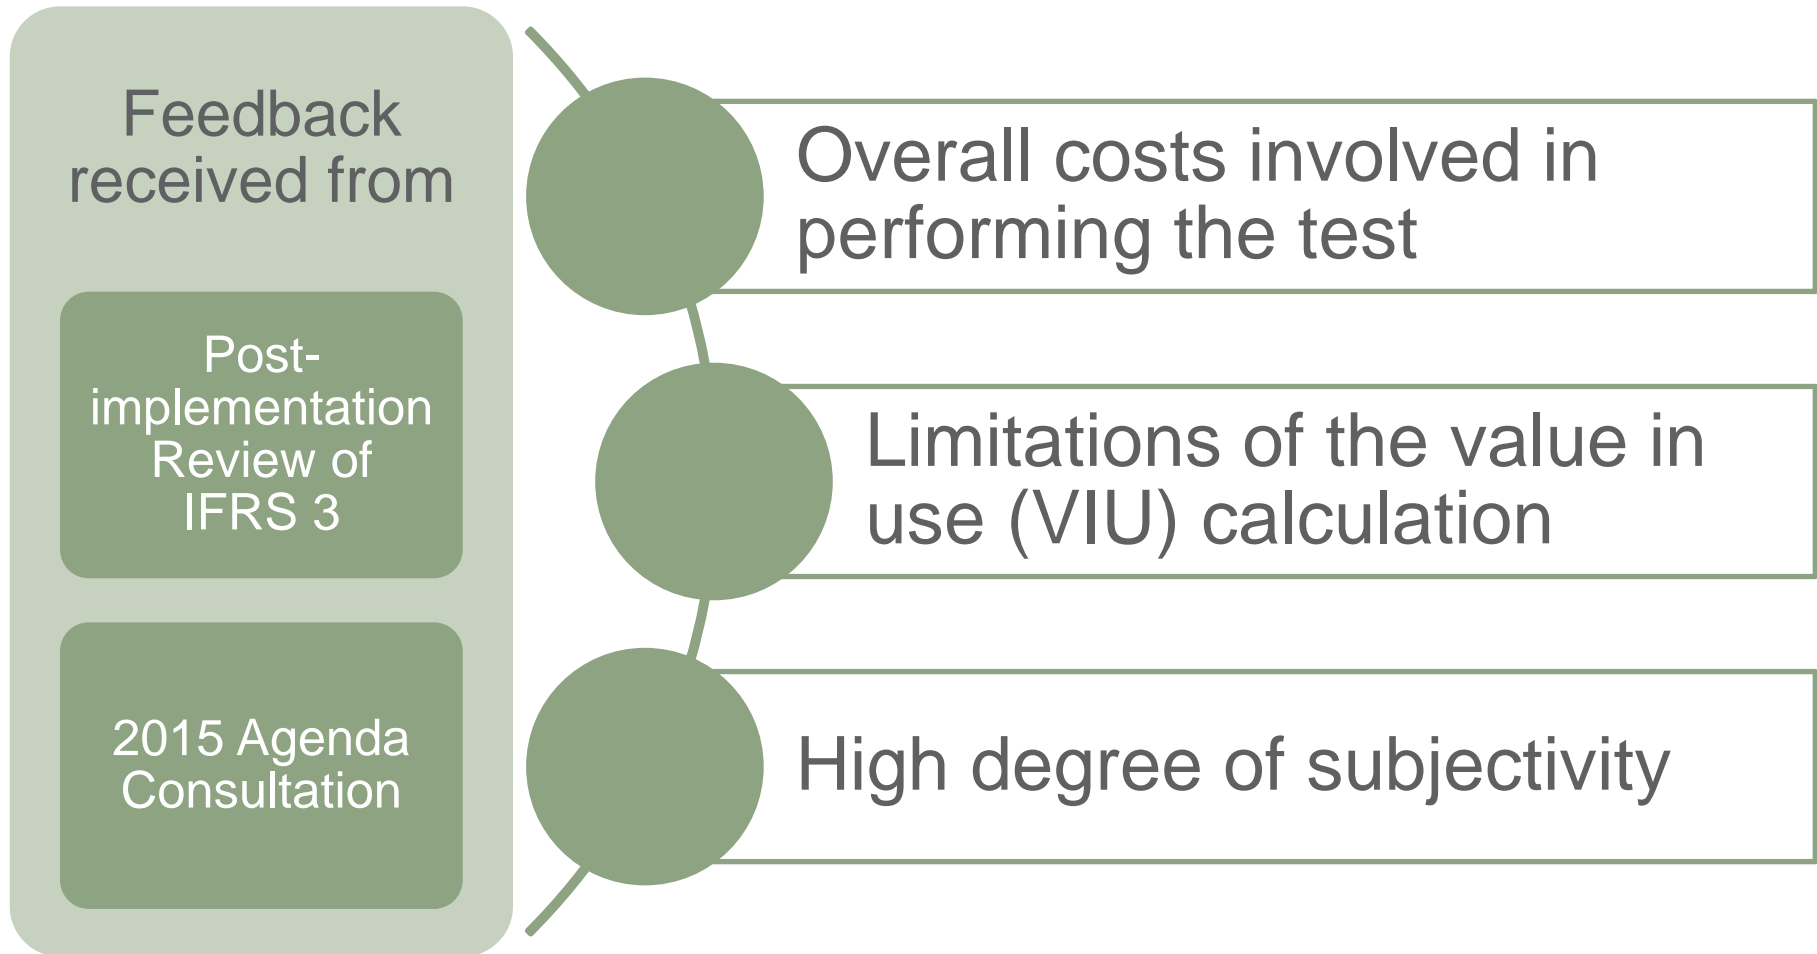 Feedback
received from
Post-
implementation
Review of
IFRS 3
2015 Agenda
Consultation
Overall costs involved in
performing the test
Limitations of the value in
use (VIU) calculation
High degree of subjectivity